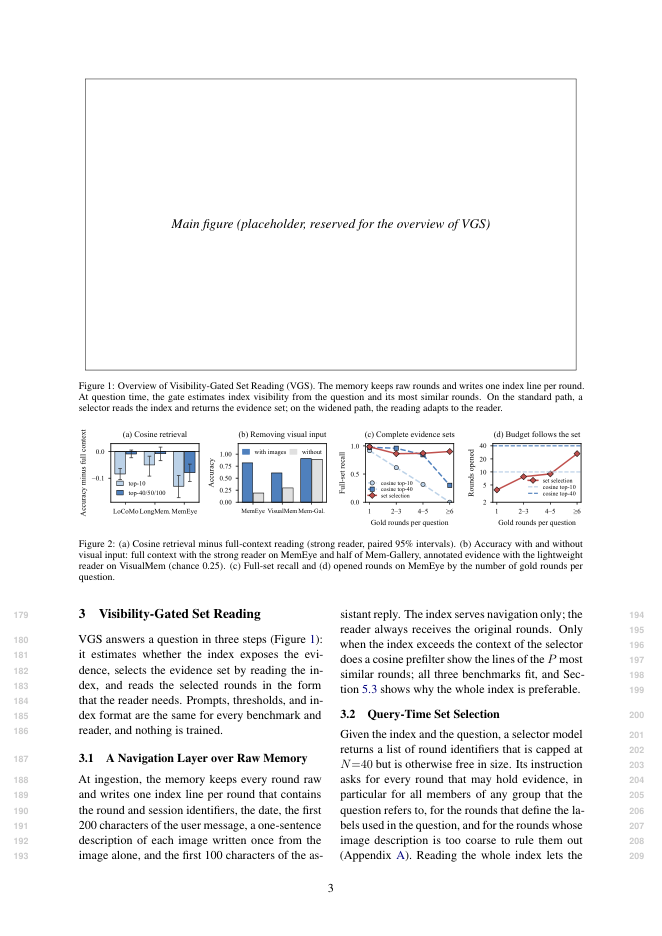 Main figure (placeholder, reserved for the overview of VGS)
Figure 1: Overview of Visibility-Gated Set Reading (VGS). The memory keeps raw rounds and writes one index line per round.
At question time, the gate estimates index visibility from the question and its most similar rounds. On the standard path, a
selector reads the index and returns the evidence set; on the widened path, the reading adapts to the reader.
(a) Cosine retrieval
Accuracy minus full context
0.0
−0.1
top-10
top-40/50/100
LoCoMo LongMem. MemEye
(b) Removing visual input
Accuracy
1.00
0.75
0.50
0.25
0.00
with images
without
MemEye VisualMem Mem-Gal.
(c) Complete evidence sets
Full-set recall
1.0
0.5
0.0
cosine top-10
cosine top-40
set selection
1 2–3 4–5 ≥6
Gold rounds per question
(d) Budget follows the set
Rounds opened
40
20
10
5
2
set selection
cosine top-10
cosine top-40
1 2–3 4–5 ≥6
Gold rounds per question
Figure 2: (a) Cosine retrieval minus full-context reading (strong reader, paired 95% intervals). (b) Accuracy with and without
visual input: full context with the strong reader on MemEye and half of Mem-Gallery, annotated evidence with the lightweight
reader on VisualMem (chance 0.25). (c) Full-set recall and (d) opened rounds on MemEye by the number of gold rounds per
question.
179 3 Visibility-Gated Set Reading
180 VGS answers a question in three steps (Figure 1):
181 it estimates whether the index exposes the evi-
182 dence, selects the evidence set by reading the in-
183 dex, and reads the selected rounds in the form
184 that the reader needs. Prompts, thresholds, and in-
185 dex format are the same for every benchmark and
186 reader, and nothing is trained.
187 3.1 A Navigation Layer over Raw Memory
188 At ingestion, the memory keeps every round raw
189 and writes one index line per round that contains
190 the round and session identifiers, the date, the first
191 200 characters of the user message, a one-sentence
192 description of each image written once from the
193 image alone, and the first 100 characters of the as-
sistant reply. The index serves navigation only; the 194
reader always receives the original rounds. Only 195
when the index exceeds the context of the selector 196
does a cosine prefilter show the lines of the P most 197
similar rounds; all three benchmarks fit, and Sec- 198
tion 5.3 shows why the whole index is preferable. 199
3.2 Query-Time Set Selection 200
Given the index and the question, a selector model 201
returns a list of round identifiers that is capped at 202
N=40 but is otherwise free in size. Its instruction 203
asks for every round that may hold evidence, in 204
particular for all members of any group that the 205
question refers to, for the rounds that define the la- 206
bels used in the question, and for the rounds whose 207
image description is too coarse to rule them out 208
(Appendix A). Reading the whole index lets the 209
3